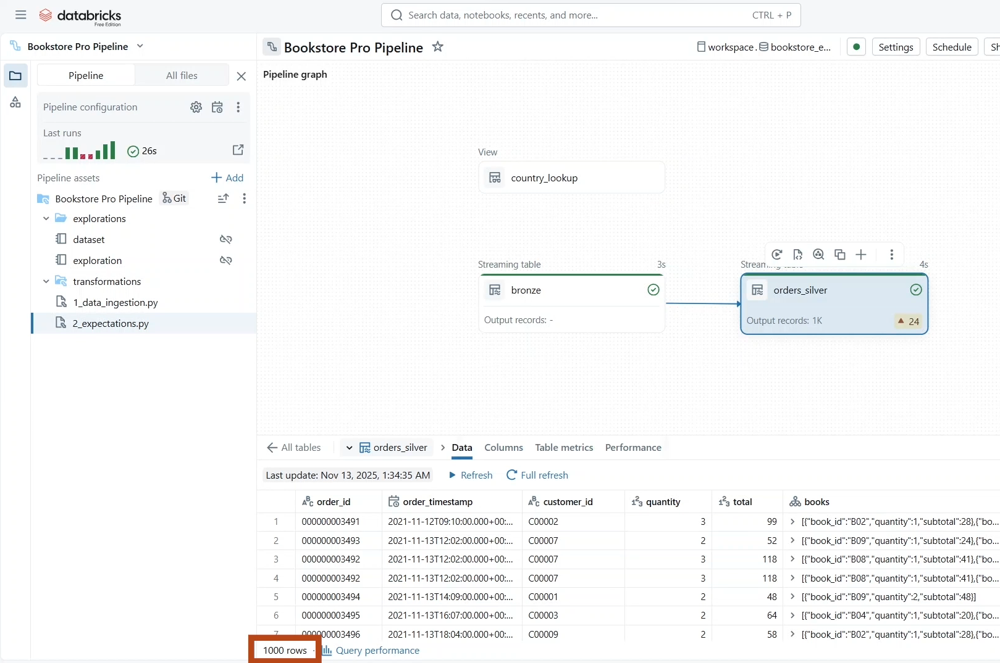 databricks
Free Edition
Search data, notebooks, recents, and more...
CTRL + P
Bookstore Pro Pipeline
Bookstore Pro Pipeline
workspace.
bookstore_e...
Settings
Schedule
Sh
Pipeline
All files
Pipeline graph
Pipeline configuration
Last runs
26s
Pipeline assets
Add
Bookstore Pro Pipeline
Git
explorations
dataset
exploration
transformations
1_data_ingestion.py
2_expectations.py
View
country_lookup
Streaming table
3s
bronze
Output records: -
Streaming table
4s
orders_silver
Output records: 1K
24
All tables
orders_silver
Data
Columns
Table metrics
Performance
Last update: Nov 13, 2025, 1:34:35 AM
Refresh
Full refresh
order_id order_timestamp customer_id quantity total books
1 000000003491 2021-11-12T09:10:00.000+00:... C00002 3 99 [{"book_id":"B02","quantity":1,"subtotal":28},{"bo...
2 000000003493 2021-11-13T12:02:00.000+00:... C00007 2 52 [{"book_id":"B09","quantity":1,"subtotal":24},{"bo...
3 000000003492 2021-11-13T12:02:00.000+00:... C00007 3 118 [{"book_id":"B08","quantity":1,"subtotal":41},{"bo...
4 000000003492 2021-11-13T12:02:00.000+00:... C00007 3 118 [{"book_id":"B08","quantity":1,"subtotal":41},{"bo...
5 000000003494 2021-11-13T14:09:00.000+00:... C00001 2 48 [{"book_id":"B09","quantity":2,"subtotal":48}]
6 000000003495 2021-11-13T16:07:00.000+00:... C00003 2 64 [{"book_id":"B04","quantity":1,"subtotal":20},{"bo...
7 000000003496 2021-11-13T18:04:00.000+00:... C00009 2 58 [{"book_id":"B02","quantity":1,"subtotal":28},{"bo...
1000 rows
Query performance